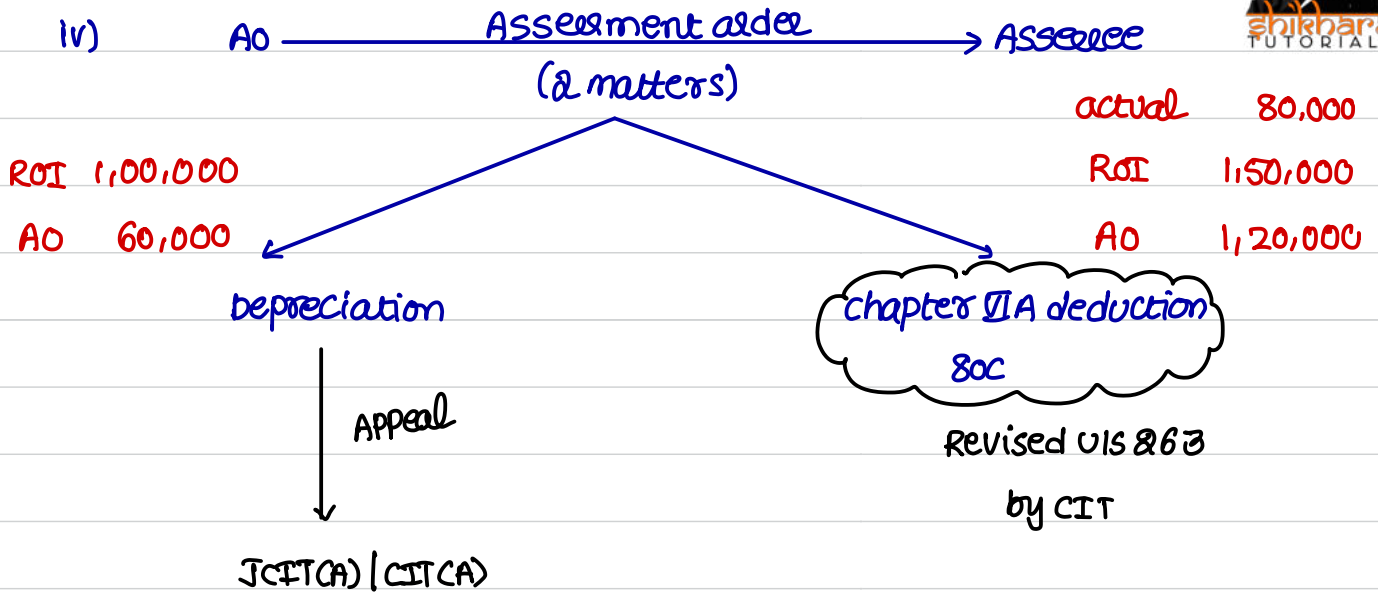 iv) AO Assessment order Assessee
(2 matters)
actual 80,000
ROI 1,00,000
ROI 1,50,000
AO 60,000
AO 1,20,000
Depreciation
chapter VIA deduction
80C
Appeal
Revised U/S 263
by CIT
JCIT(A) | CIT(A)
shikhar
TUTORIAL